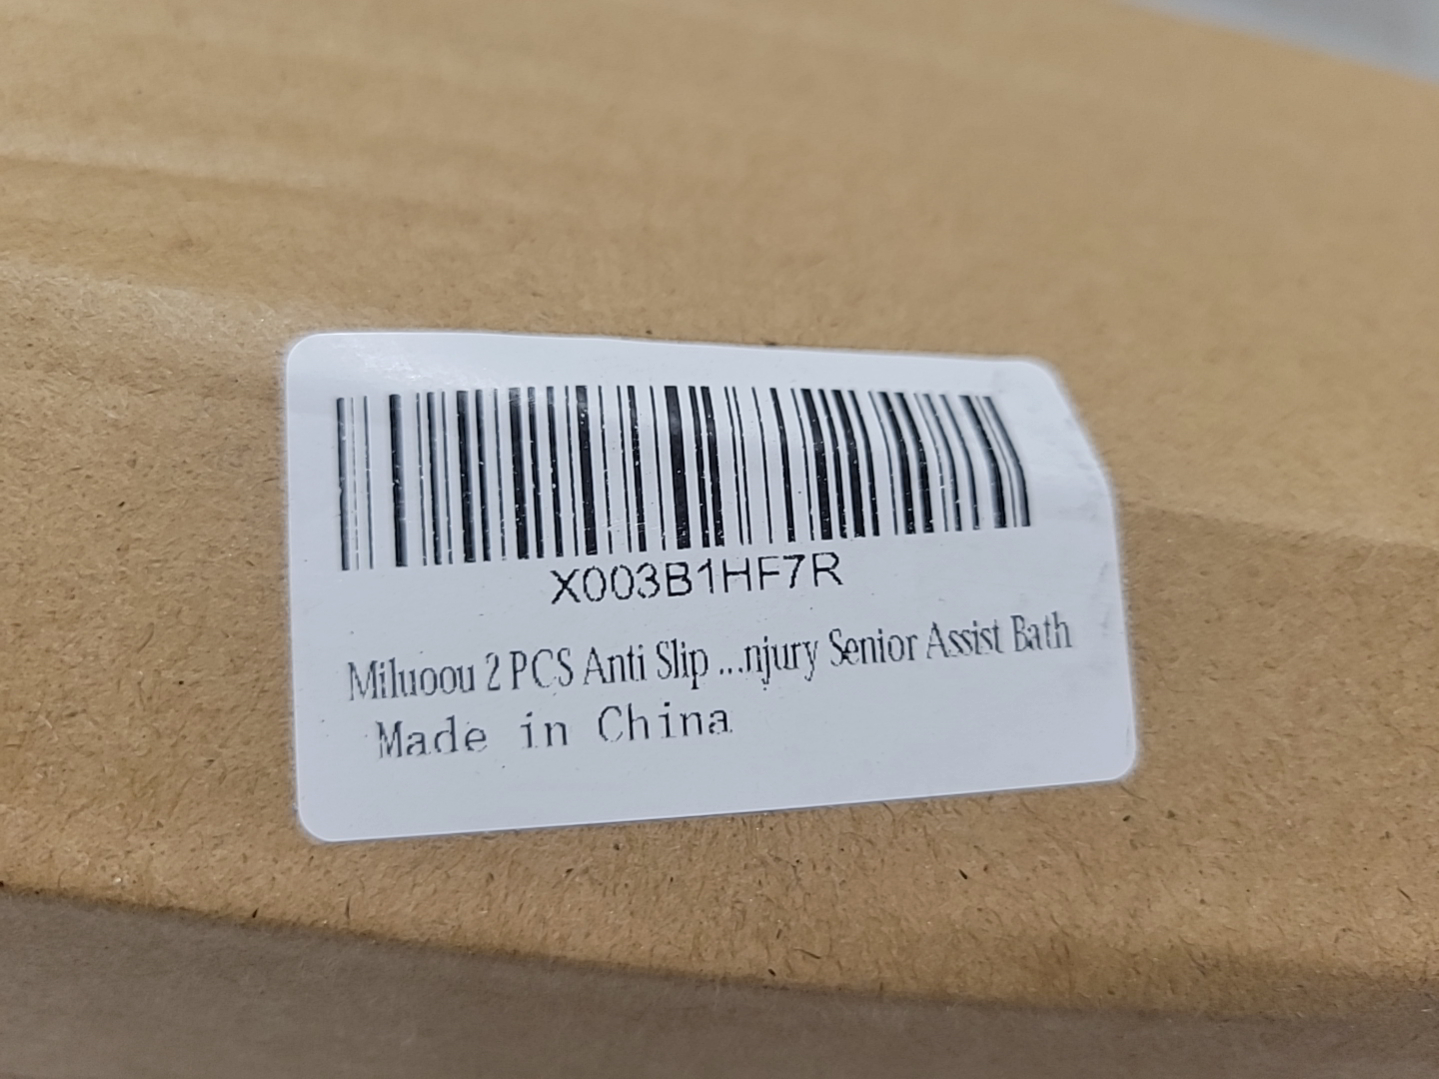 X003B1HF7R
Miluoou 2 PCS Anti Slip ...njury Senior Assist Bath
Made in China